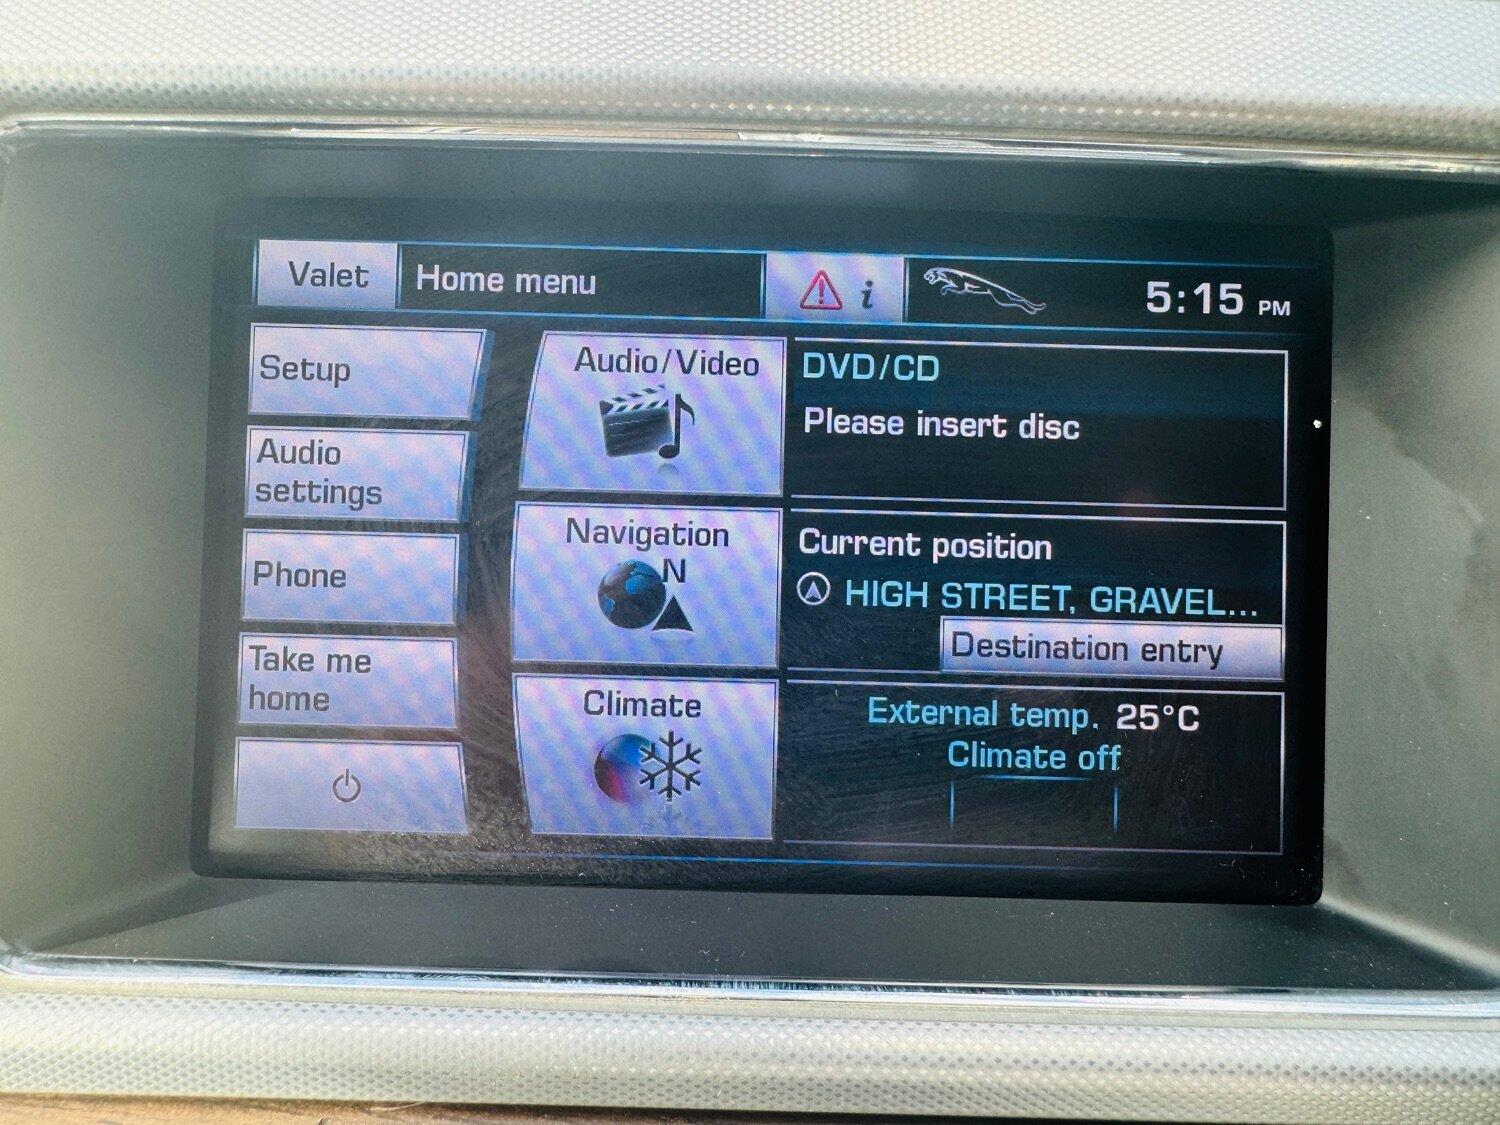 Valet
Home menu
i
5:15 PM
Setup
Audio
settings
Phone
Take me
home
Audio/Video
DVD/CD
Please insert disc
Navigation
N
Current position
HIGH STREET, GRAVEL...
Destination entry
Climate
External temp. 25°C
Climate off